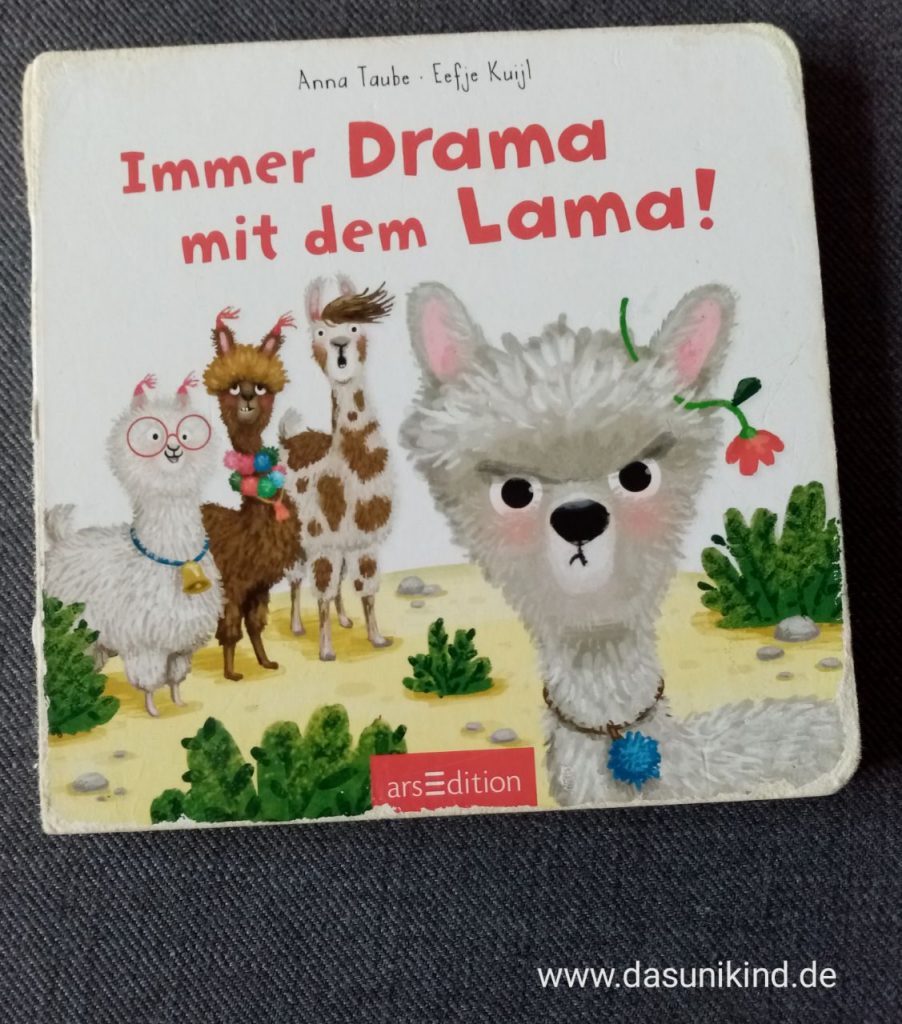 Anna Taube · Eefje Kuijl
Immer Drama
mit dem Lama!
arsEdition
www.dasunikind.de